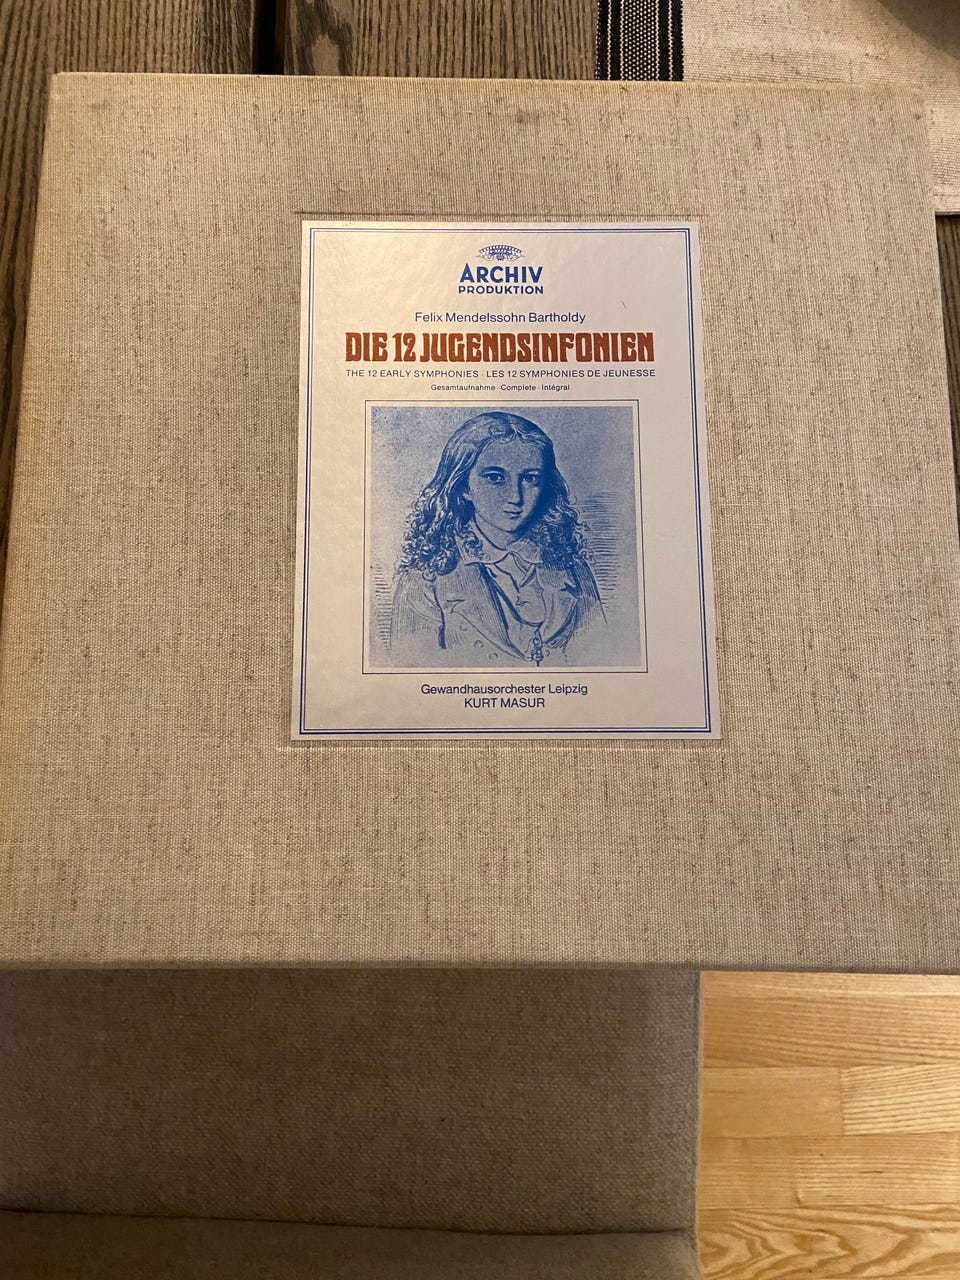 ARCHIV
PRODUKTION
Felix Mendelssohn Bartholdy
DIE 12 JUGENDSINFONIEN
THE 12 EARLY SYMPHONIES · LES 12 SYMPHONIES DE JEUNESSE
Gesamtaufnahme · Complete · Intégral
Gewandhausorchester Leipzig
KURT MASUR